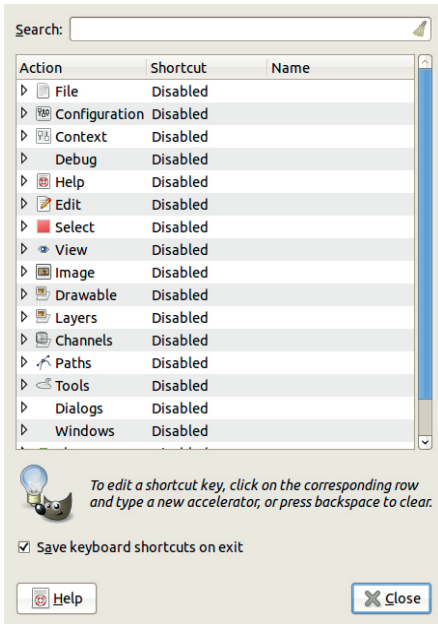 Search:
Action Shortcut Name
File Disabled
Configuration Disabled
Context Disabled
Debug Disabled
Help Disabled
Edit Disabled
Select Disabled
View Disabled
Image Disabled
Drawable Disabled
Layers Disabled
Channels Disabled
Paths Disabled
Tools Disabled
Dialogs Disabled
Windows Disabled
To edit a shortcut key, click on the corresponding row
and type a new accelerator, or press backspace to clear.
Save keyboard shortcuts on exit
Help Close